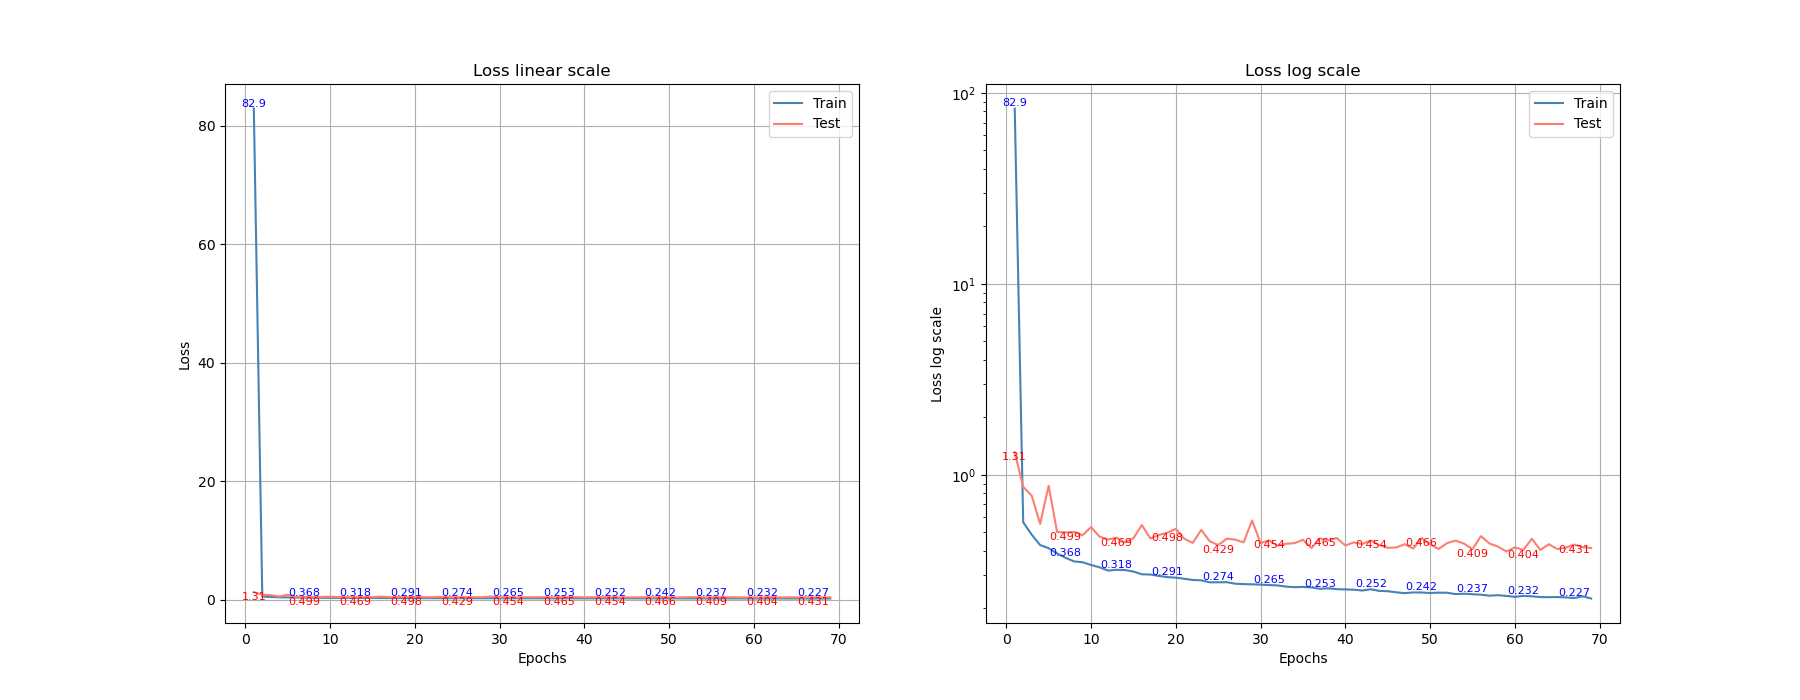 Loss linear scale
82.9
Train
Test
80
60
40
20
0
Loss
1.31
0.368 0.318 0.291 0.274 0.265 0.253 0.252 0.242 0.237 0.232 0.227
0.499 0.469 0.498 0.429 0.454 0.465 0.454 0.466 0.409 0.404 0.431
0 10 20 30 40 50 60 70
Epochs
Loss log scale
10²
82.9
Train
Test
10¹
Loss log scale
1.31
10⁰
0.499 0.469 0.498 0.429 0.454 0.465 0.454 0.466 0.409 0.404 0.431
0.368 0.318 0.291 0.274 0.265 0.253 0.252 0.242 0.237 0.232 0.227
0 10 20 30 40 50 60 70
Epochs